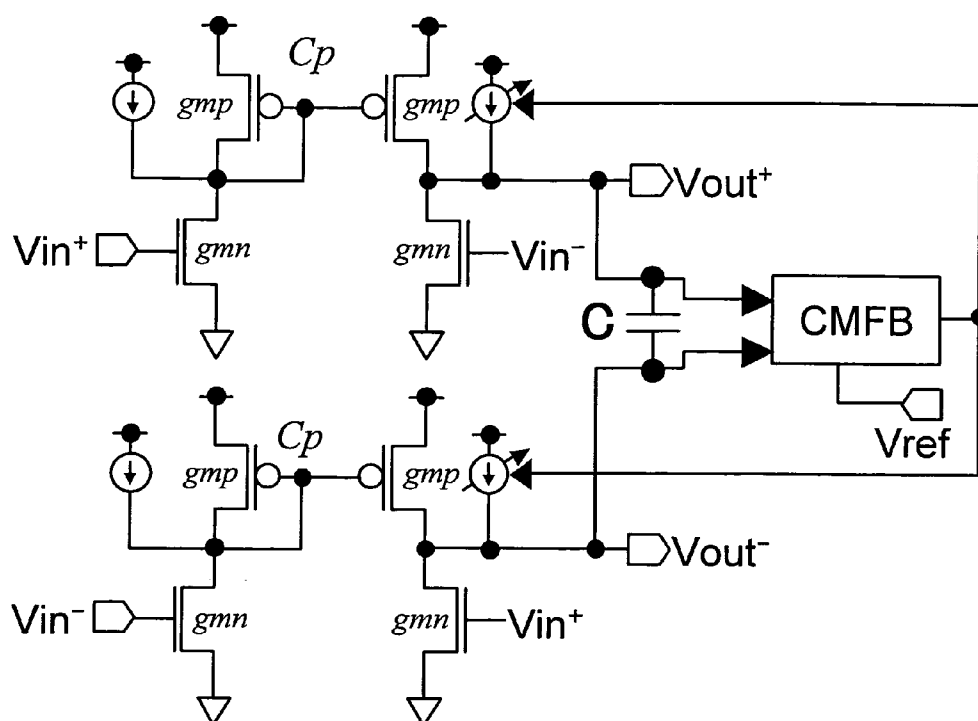 Cp
gmp
gmp
Vout⁺
Vin⁺
gmn
gmn
Vin⁻
C
CMFB
Vref
Cp
gmp
gmp
Vout⁻
Vin⁻
gmn
gmn
Vin⁺